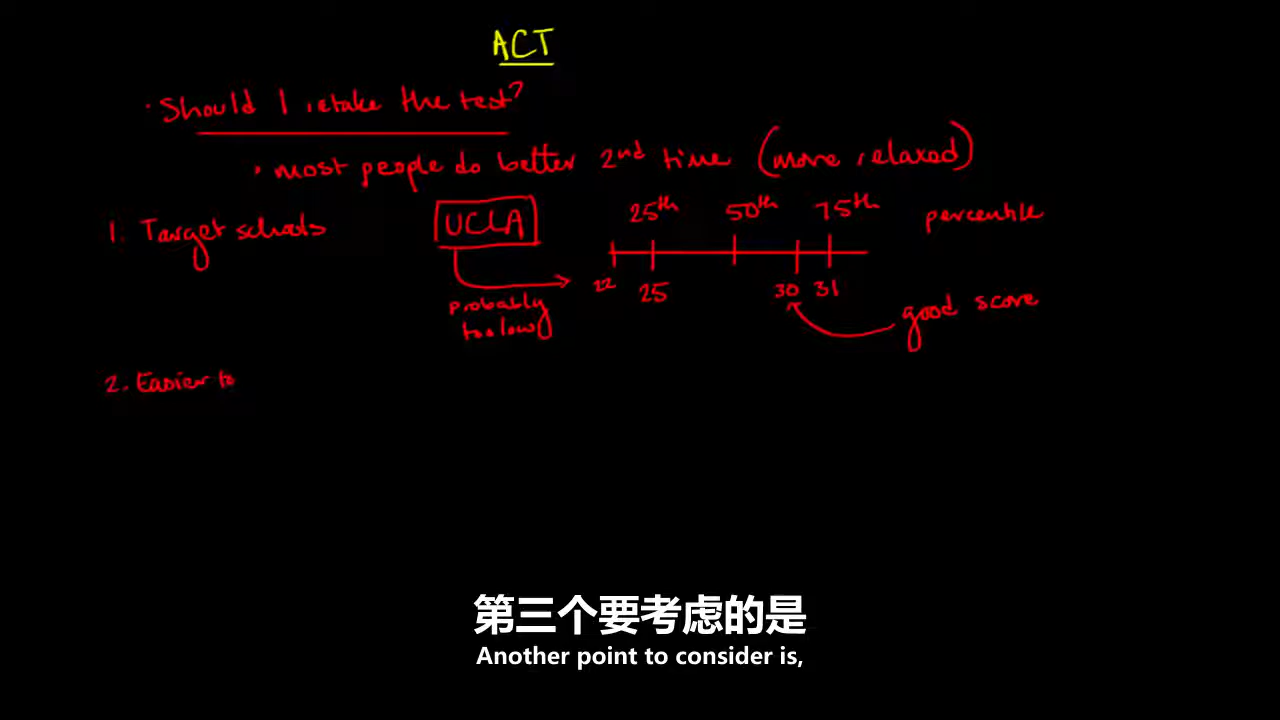 ACT
· Should I retake the test?
· most people do better 2nd time (more relaxed)
1. Target schools UCLA 25th 50th 75th percentile
22 25 30 31
probably too low
good score
2. Easier to
第三个要考虑的是
Another point to consider is,